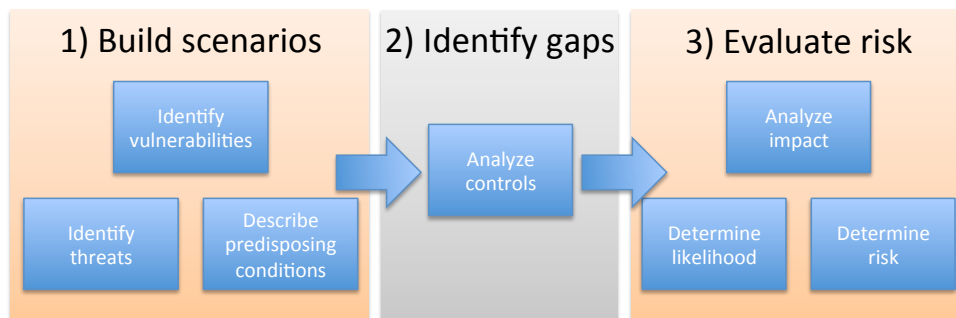 1) Build scenarios
Identify
vulnerabilities
Identify
threats
Describe
predisposing
conditions
2) Identify gaps
Analyze
controls
3) Evaluate risk
Analyze
impact
Determine
likelihood
Determine
risk